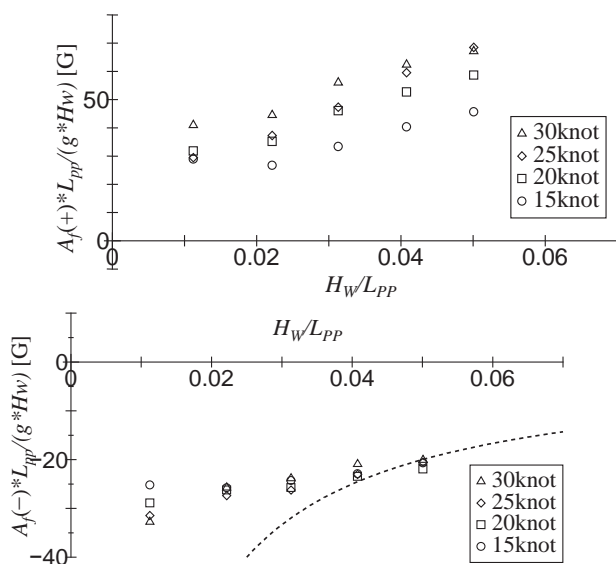 A_f(+)*L_pp/(g*Hw) [G]
50
0
0
0.02
0.04
0.06
H_W/L_PP
△ 30knot
◇ 25knot
□ 20knot
○ 15knot
H_W/L_PP
A_f(−)*L_pp/(g*Hw) [G]
0
0
0.02
0.04
0.06
−20
−40
△ 30knot
◇ 25knot
□ 20knot
○ 15knot